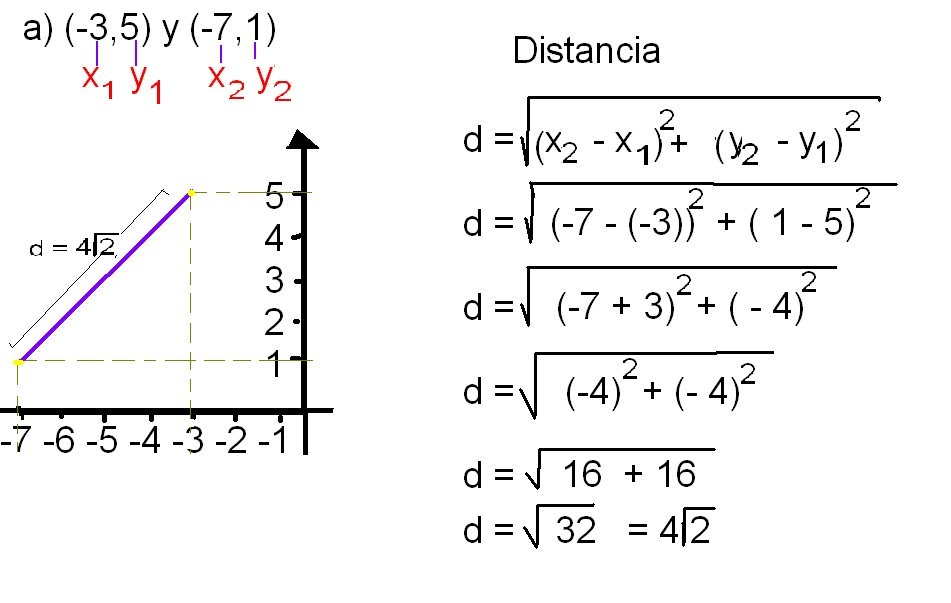 a) (-3,5) y (-7,1)
x₁ y₁ x₂ y₂
Distancia
d = √(x₂ - x₁)² + (y₂ - y₁)²
d = √(-7 - (-3))² + ( 1 - 5)²
d = √(-7 + 3)² + ( - 4)²
d = √(-4)² + (- 4)²
d = √16 + 16
d = √32 = 4√2
d = 4√2
5
4
3
2
1
-7 -6 -5 -4 -3 -2 -1